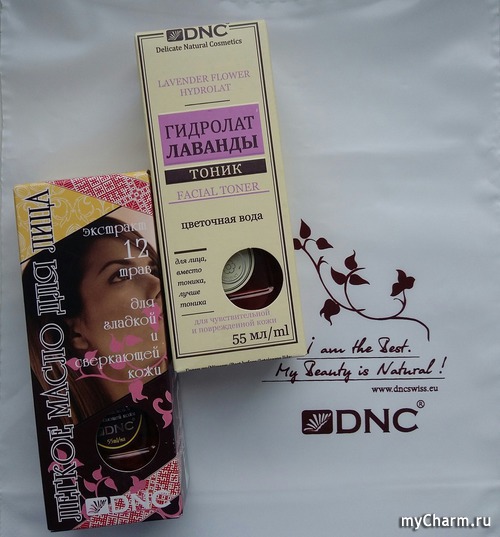 DNC
Delicate Natural Cosmetics
LAVENDER FLOWER
HYDROLAT
ГИДРОЛАТ
ЛАВАНДЫ
ТОНИК
FACIAL TONER
цветочная вода
для лица,
вместо
тоника,
лучше
тоника
для чувствительной
и поврежденной кожи
55 мл/ml
ЛЕГКОЕ МАСЛО ДЛЯ ЛИЦА
экстракт
12
трав
для
гладкой
и
сверкающей
кожи
DNC
DNC
I am the Best.
My Beauty is Natural !
www.dncswiss.eu
DNC®
myCharm.ru